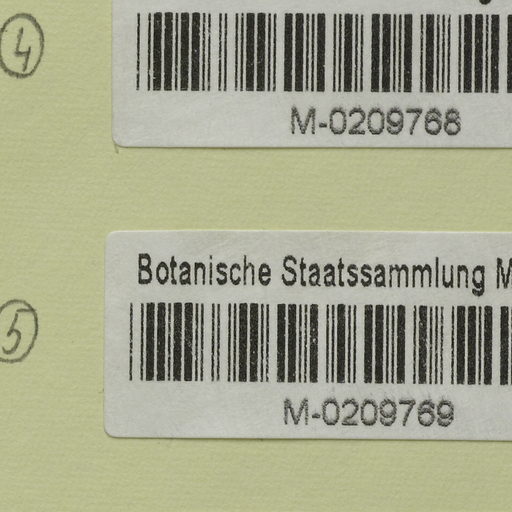 4
M-0209768
Botanische Staatssammlung M
5
M-0209769